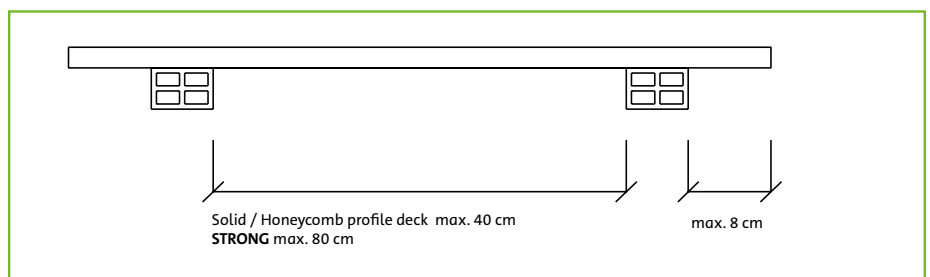 Solid / Honeycomb profile deck max. 40 cm
STRONG max. 80 cm
max. 8 cm